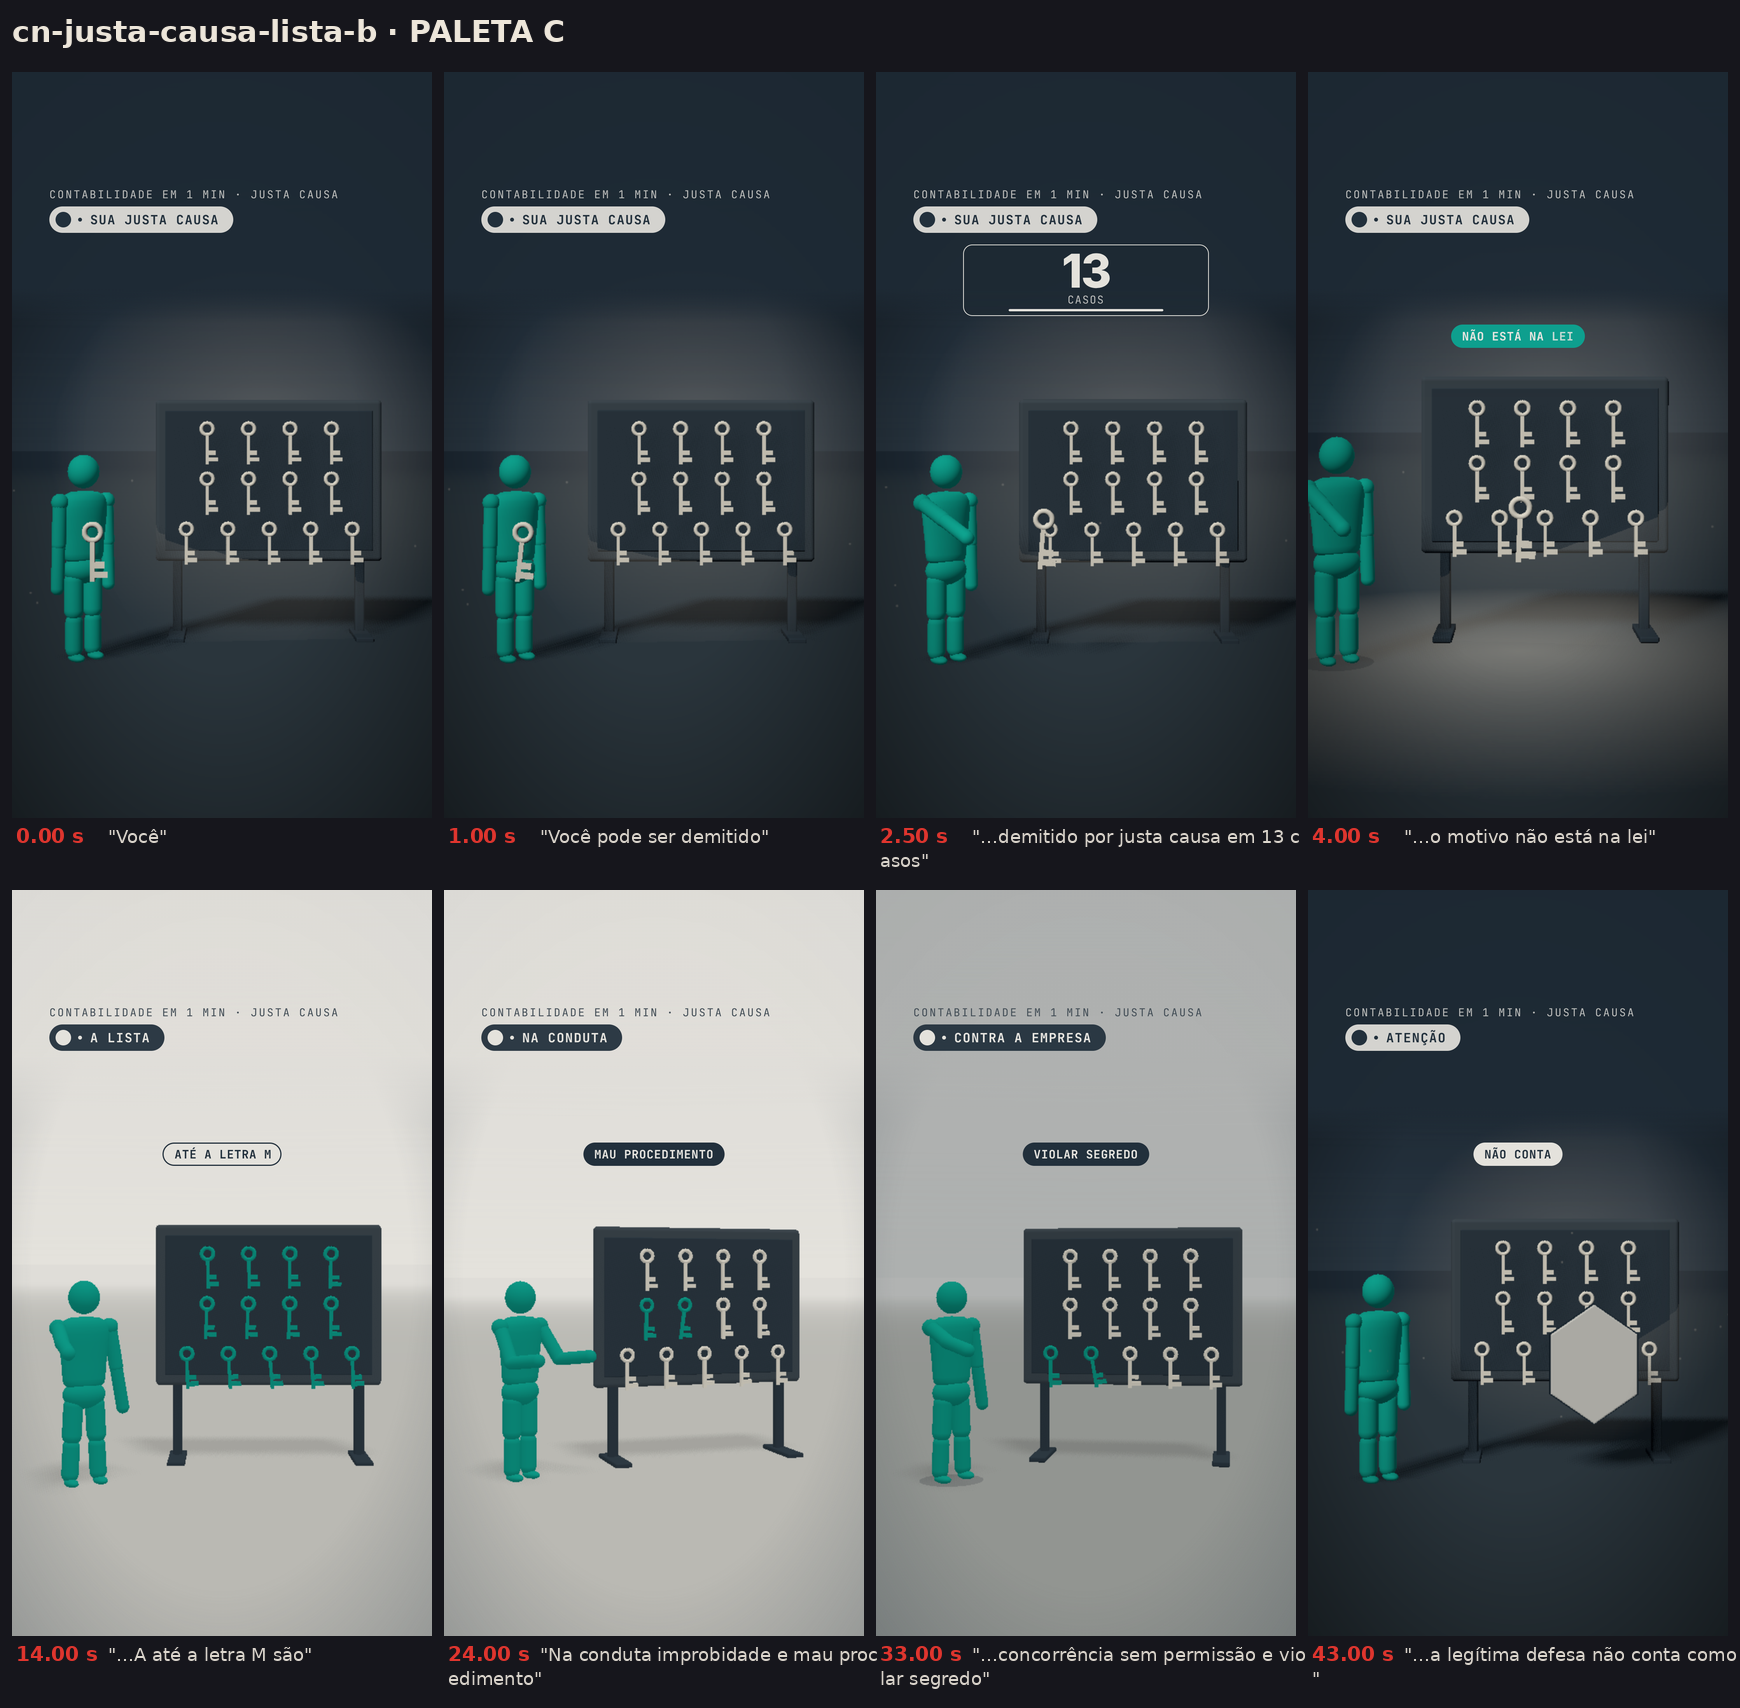 cn-justa-causa-lista-b · PALETA C
CONTABILIDADE EM 1 MIN · JUSTA CAUSA
• SUA JUSTA CAUSA
0.00 s "Você"
CONTABILIDADE EM 1 MIN · JUSTA CAUSA
• SUA JUSTA CAUSA
1.00 s "Você pode ser demitido"
CONTABILIDADE EM 1 MIN · JUSTA CAUSA
• SUA JUSTA CAUSA
13
CASOS
2.50 s "...demitido por justa causa em 13 c
asos"
CONTABILIDADE EM 1 MIN · JUSTA CAUSA
• SUA JUSTA CAUSA
NÃO ESTÁ NA LEI
4.00 s "...o motivo não está na lei"
CONTABILIDADE EM 1 MIN · JUSTA CAUSA
• A LISTA
ATÉ A LETRA M
14.00 s "...A até a letra M são"
CONTABILIDADE EM 1 MIN · JUSTA CAUSA
• NA CONDUTA
MAU PROCEDIMENTO
24.00 s "Na conduta improbidade e mau proc
edimento"
CONTABILIDADE EM 1 MIN · JUSTA CAUSA
• CONTRA A EMPRESA
VIOLAR SEGREDO
33.00 s "...concorrência sem permissão e vio
lar segredo"
CONTABILIDADE EM 1 MIN · JUSTA CAUSA
• ATENÇÃO
NÃO CONTA
43.00 s "...a legítima defesa não conta como
"